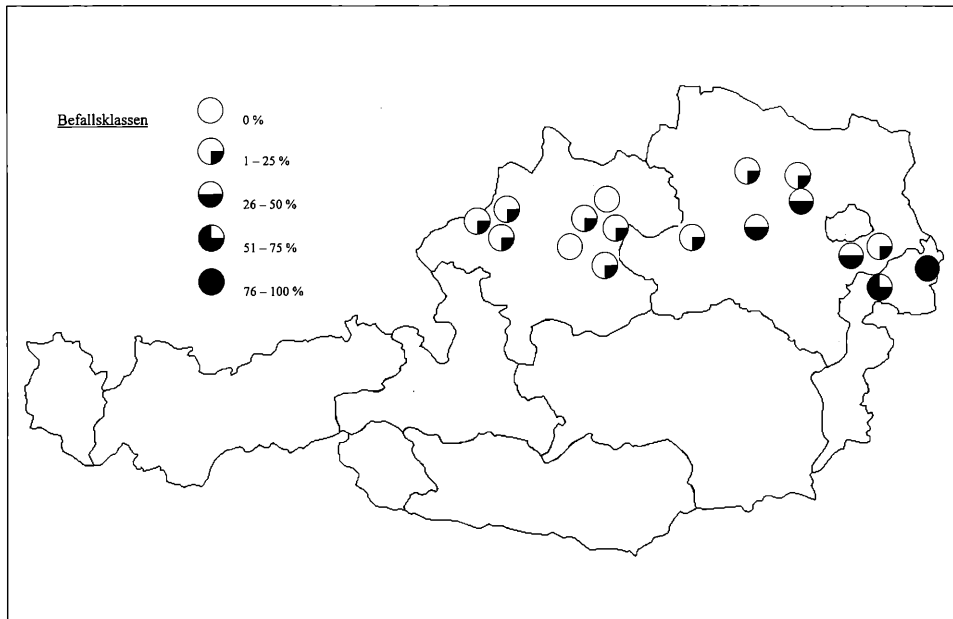 Befallsklassen
0 %
1 – 25 %
26 – 50 %
51 – 75 %
76 – 100 %